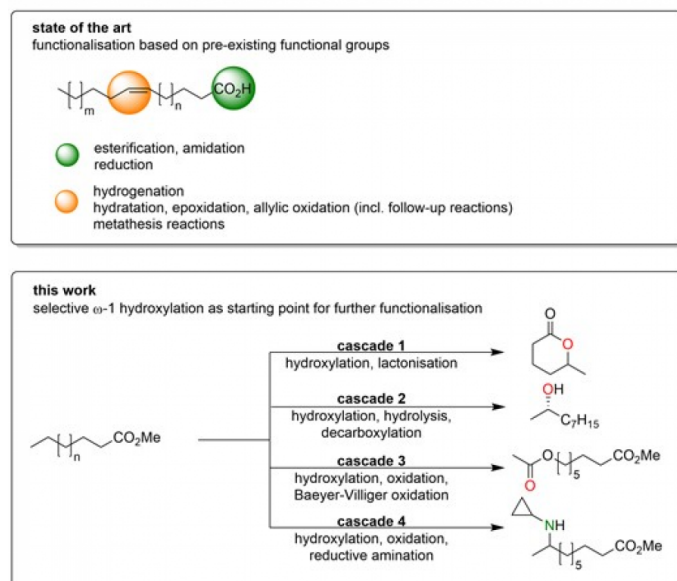 state of the art
functionalisation based on pre-existing functional groups
m
n
CO₂H
esterification, amidation
reduction
hydrogenation
hydratation, epoxidation, allylic oxidation (incl. follow-up reactions)
metathesis reactions
this work
selective ω-1 hydroxylation as starting point for further functionalisation
cascade 1
hydroxylation, lactonisation
O
O
cascade 2
hydroxylation, hydrolysis,
decarboxylation
OH
C₇H₁₅
n
CO₂Me
cascade 3
hydroxylation, oxidation,
Baeyer-Villiger oxidation
O
O
5
CO₂Me
cascade 4
hydroxylation, oxidation,
reductive amination
NH
5
CO₂Me